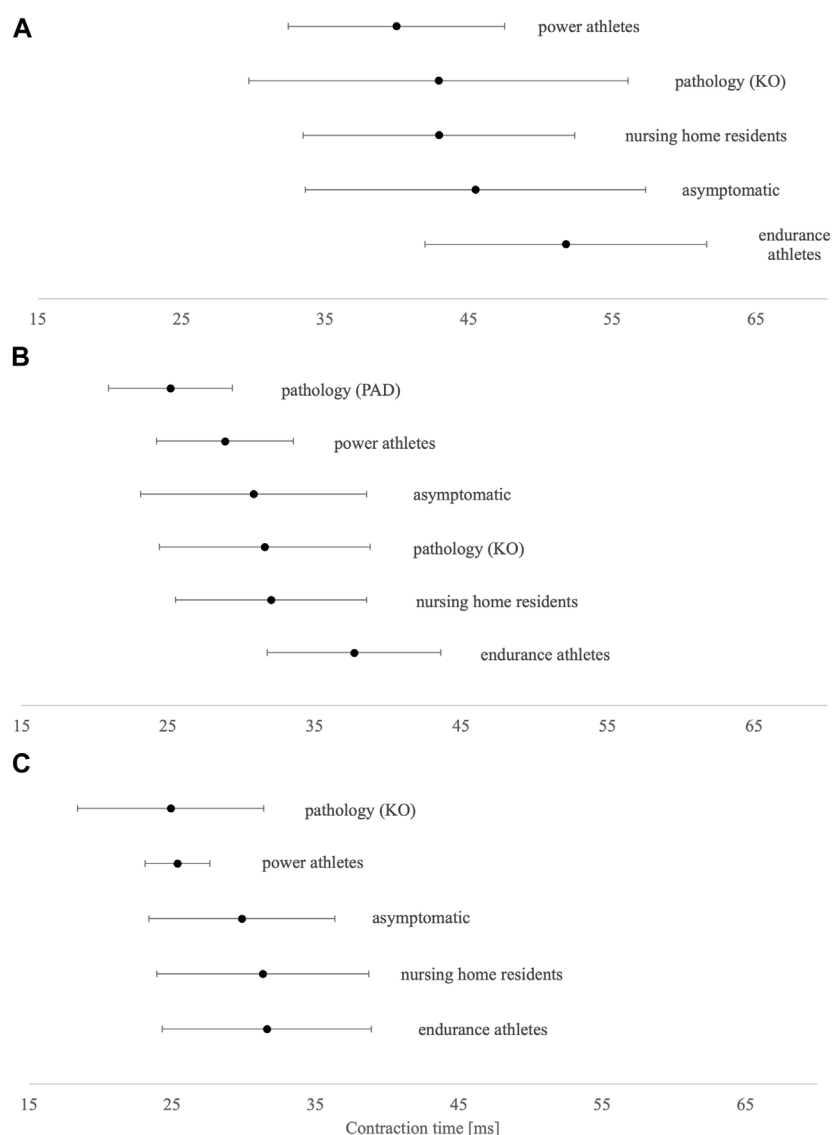 A
power athletes
pathology (KO)
nursing home residents
asymptomatic
endurance
athletes
15 25 35 45 55 65
B
pathology (PAD)
power athletes
asymptomatic
pathology (KO)
nursing home residents
endurance athletes
15 25 35 45 55 65
C
pathology (KO)
power athletes
asymptomatic
nursing home residents
endurance athletes
15 25 35 45 55 65
Contraction time [ms]